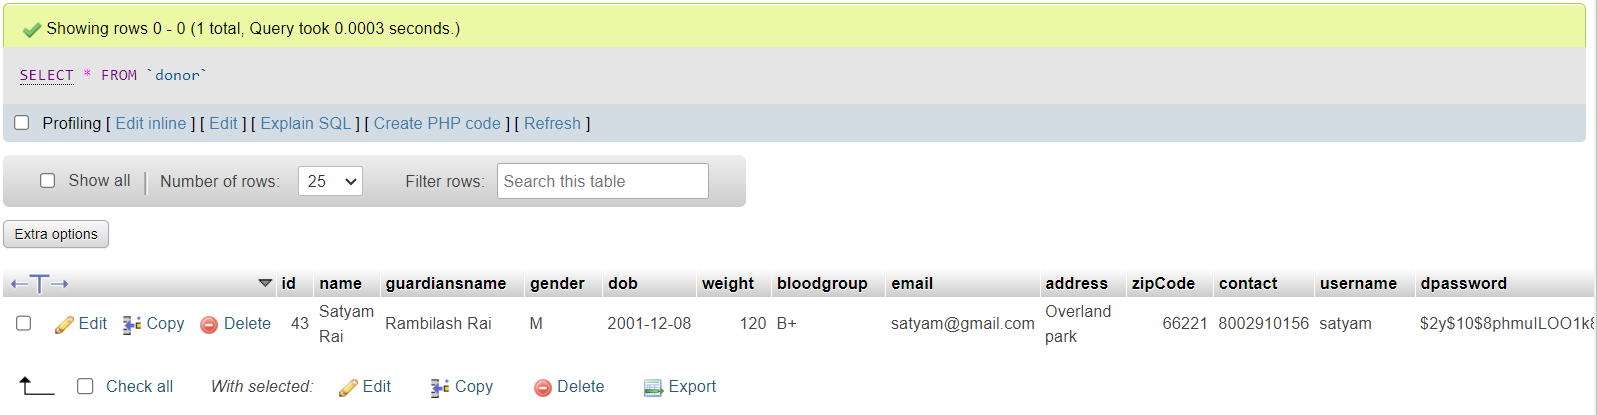 Showing rows 0 - 0 (1 total, Query took 0.0003 seconds.)
SELECT * FROM `donor`
Profiling [ Edit inline ] [ Edit ] [ Explain SQL ] [ Create PHP code ] [ Refresh ]
Show all Number of rows: 25 Filter rows: Search this table
Extra options
id name guardiansname gender dob weight bloodgroup email address zipCode contact username dpassword
Edit Copy Delete 43 Satyam Rai Rambilash Rai M 2001-12-08 120 B+ satyam@gmail.com Overland park 66221 8002910156 satyam
Check all With selected: Edit Copy Delete Export